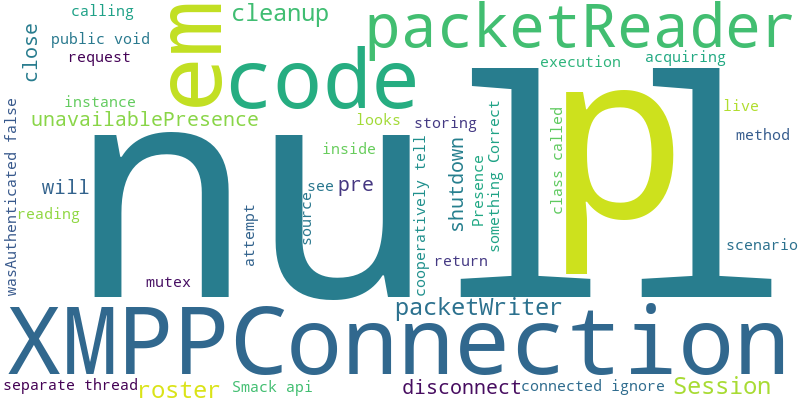 calling
cleanup
packetReader
em
close
public void
request
code
execution
acquiring
null
p
instance
unavailablePresence
looks
storing
live
method
inside
wasAuthenticated false
will
see
pre
reading
source
attempt
cooperatively tell
shutdown
Presence
something Correct
class called
scenario
return
mutex
XMPPConnection
packetWriter
separate thread
roster
Smack api
disconnect
connected ignore
Session